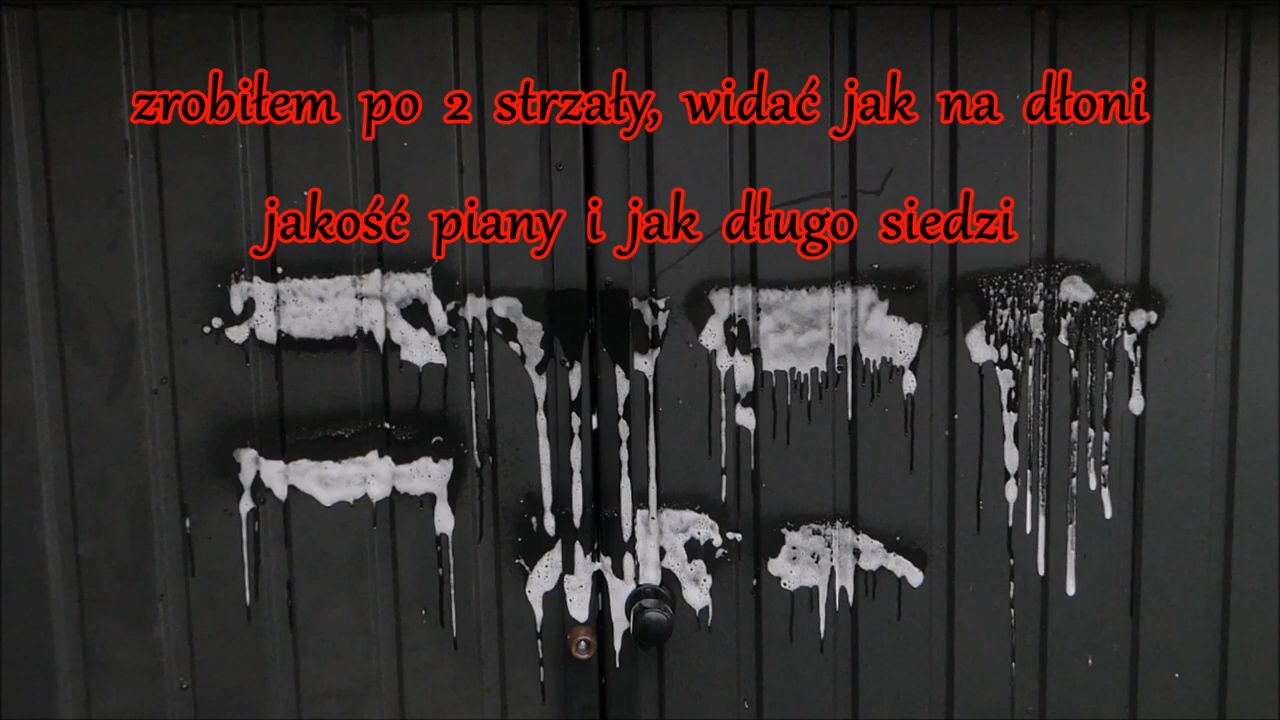 zrobiłem po 2 strzały, widać jak na dłoni
jakość piany i jak długo siedzi